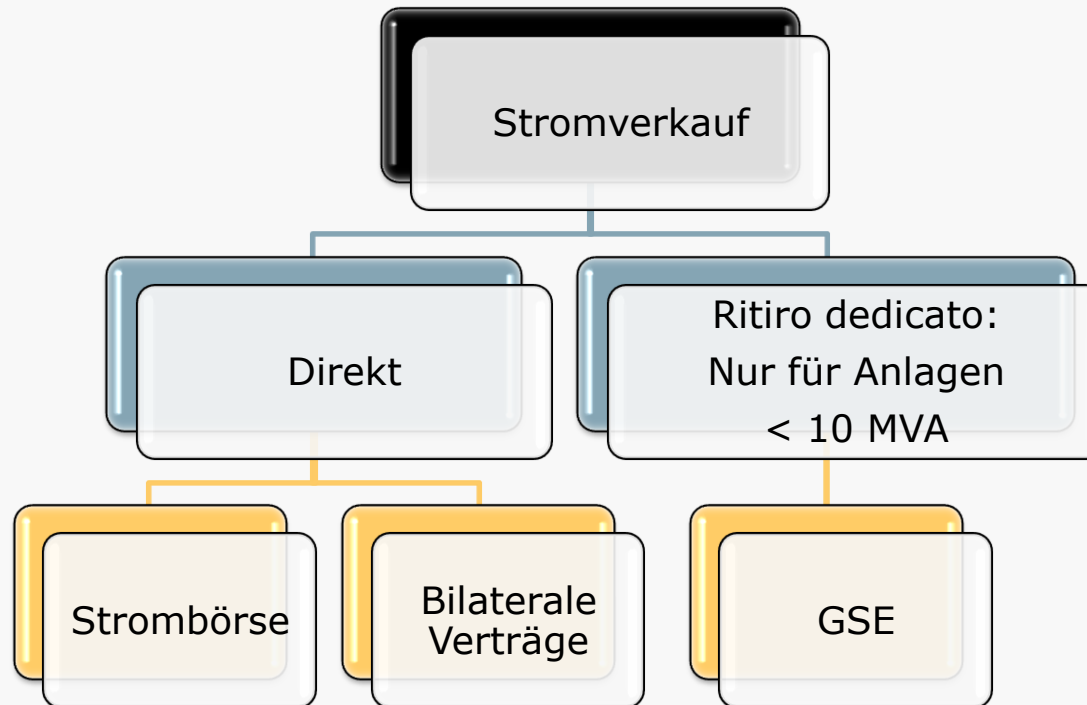 Stromverkauf
Direkt
Ritiro dedicato:
Nur für Anlagen
< 10 MVA
Strombörse
Bilaterale
Verträge
GSE